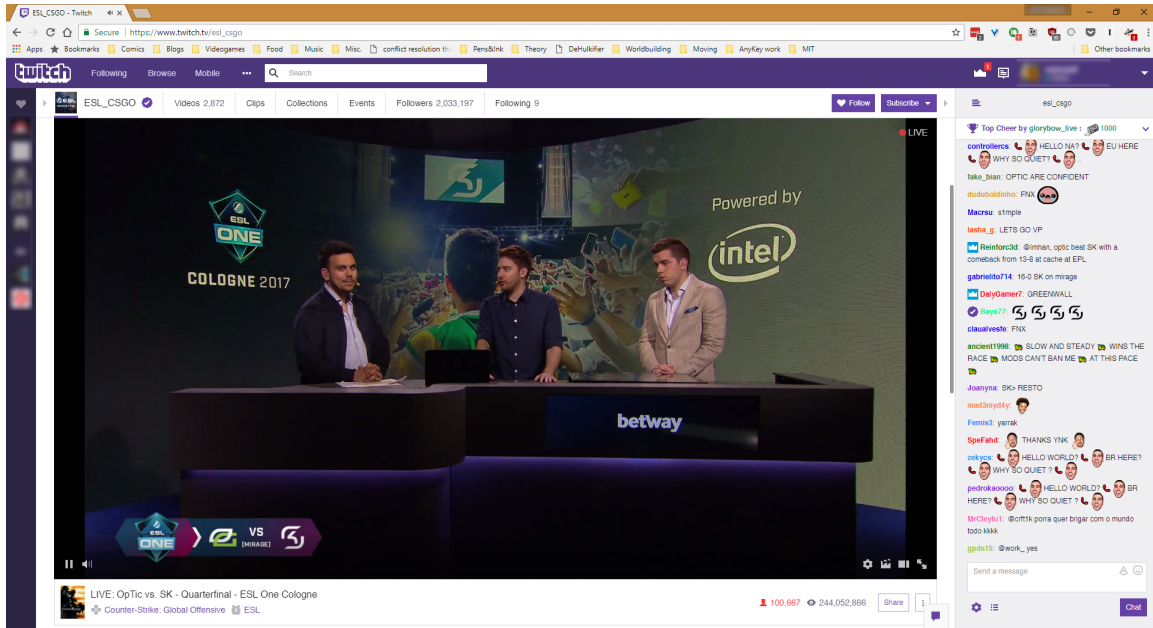 ESL_CSGO - Twitch
Secure | https://www.twitch.tv/esl_csgo
Apps Bookmarks Comics Blogs Videogames Food Music Misc. conflict resolution the Pens&Ink Theory DeHulkifier Worldbuilding Moving AnyKey work MIT Other bookmarks
twitch Following Browse Mobile ••• Search
ESL_CSGO Videos 2,872 Clips Collections Events Followers 2,033,197 Following 9 Follow Subscribe
LIVE
ESL
ONE
COLOGNE 2017
Powered by
intel
betway
ESL
ONE
VS
[MIRAGE]
LIVE: OpTic vs. SK - Quarterfinal - ESL One Cologne
Counter-Strike: Global Offensive ESL
100,667 244,052,866 Share
esl_csgo
Top Cheer by glorybow_live : 1000
controllercs: HELLO NA? EU HERE
WHY SO QUIET? ..
fake_bian: OPTIC ARE CONFIDENT
duduboldinho: FNX
Macrsu: s1mple
lasha_g: LETS GO VP
Reinforc3d: @lmhan, optic beat SK with a
comeback from 13-8 at cache at EPL
gabrielito714: 16-0 SK on mirage
DalyGamer7: GREENWALL
Bayu77:
claualvesfe: FNX
ancient1998: SLOW AND STEADY WINS THE
RACE MODS CAN'T BAN ME AT THIS PACE
Joanyna: SK> RESTO
mad3myd4y:
Femis3: yarrak
SpeFahd: THANKS YNK
zekycs: HELLO WORLD? BR HERE?
WHY SO QUIET ?
pedrokaoooo: HELLO WORLD? BR
HERE? WHY SO QUIET ?
MrCleytu1: @crft1k porra quer brigar com o mundo
todo kkkk
gpds15: @work_ yes
Send a message
Chat